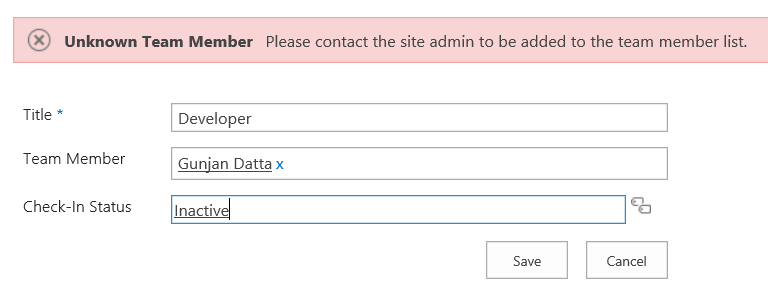 Unknown Team Member Please contact the site admin to be added to the team member list.
Title *
Developer
Team Member
Gunjan Datta x
Check-In Status
Inactive
Save Cancel